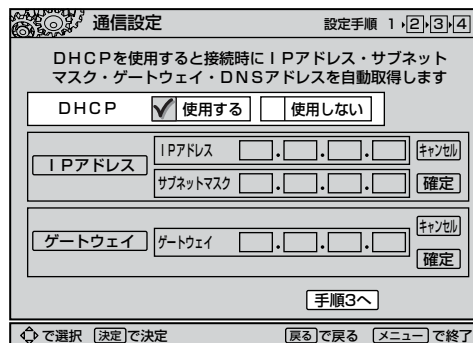 通信設定 設定手順 1 2 3 4
DHCPを使用すると接続時にIPアドレス・サブネット
マスク・ゲートウェイ・DNSアドレスを自動取得します
DHCP 使用する 使用しない
IPアドレス IPアドレス . . . キャンセル
サブネットマスク . . . 確定
ゲートウェイ ゲートウェイ . . . キャンセル
確定
手順3へ
で選択 決定で決定 戻るで戻る メニューで終了